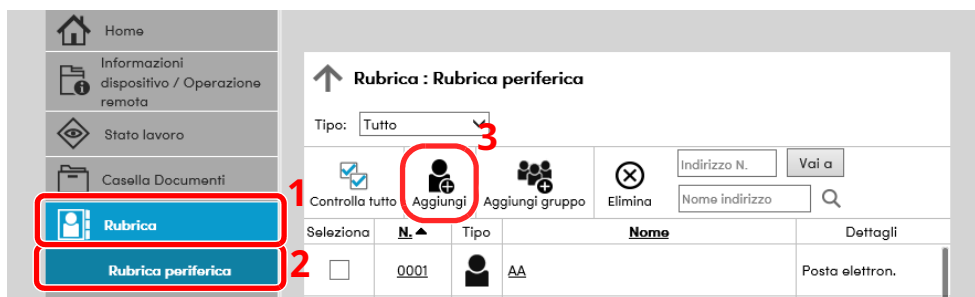 Home
Informazioni
dispositivo / Operazione
remota
Stato lavoro
Casella Documenti
1
Rubrica
Rubrica periferica
2
Rubrica : Rubrica periferica
Tipo: Tutto
3
Controlla tutto
Aggiungi
Aggiungi gruppo
Elimina
Indirizzo N.
Vai a
Nome indirizzo
Seleziona N. Tipo Nome Dettagli
0001 AA Posta elettron.